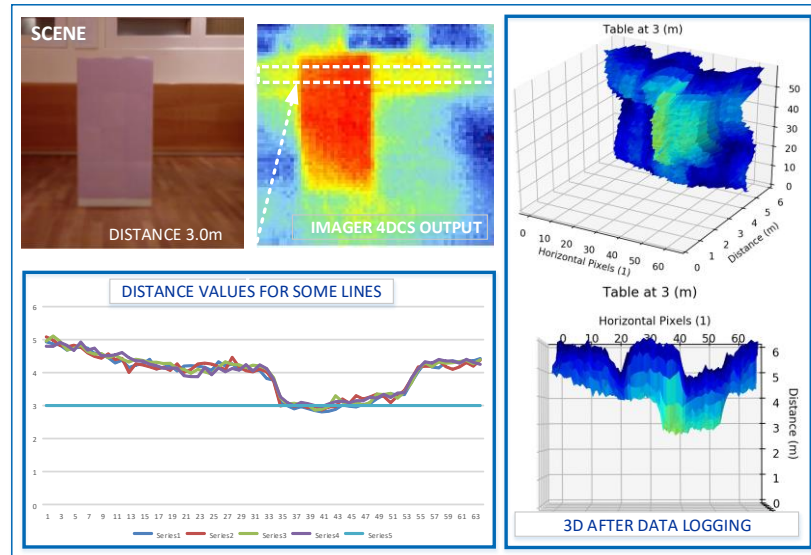 SCENE
DISTANCE 3.0m
IMAGER 4DCS OUTPUT
Table at 3 (m)
50
40
30
20
10
0
0
10
20
30
40
50
60
Horizontal Pixels (1)
0
1
2
3
4
5
6
Distance (m)
DISTANCE VALUES FOR SOME LINES
6
5
4
3
2
1
0
1 3 5 7 9 11 13 15 17 19 21 23 25 27 29 31 33 35 37 39 41 43 45 47 49 51 53 55 57 59 61 63
Series1 Series2 Series3 Series4 Series5
Table at 3 (m)
Horizontal Pixels (1)
0 10 20 30 40 50 60
6
5
4
3
2
1
0
Distance (m)
3D AFTER DATA LOGGING